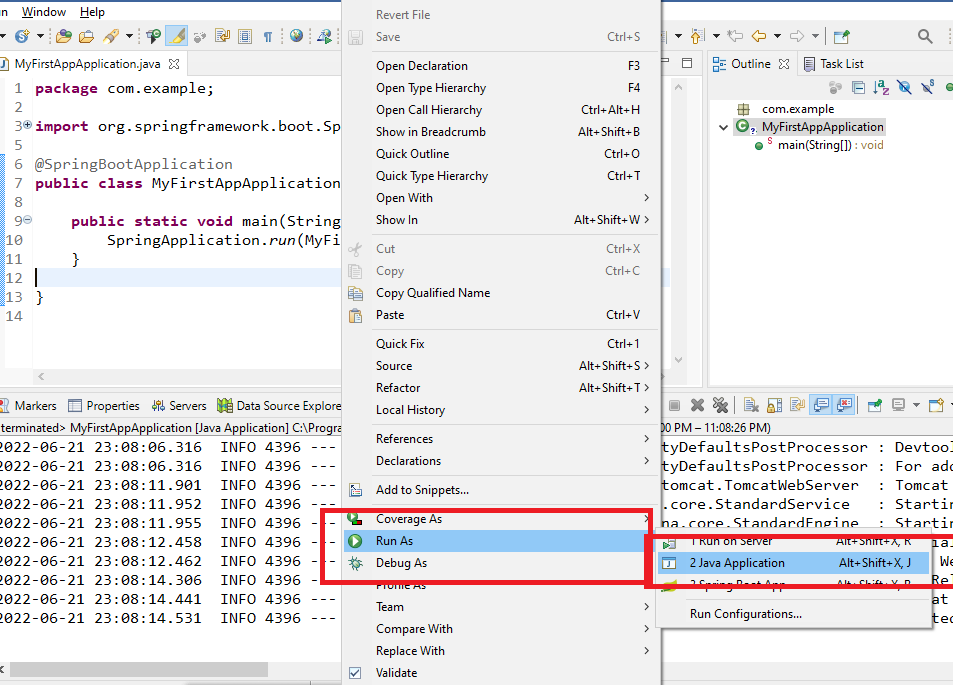 n Window Help
MyFirstAppApplication.java
1 package com.example;
2
3 import org.springframework.boot.Sp
5
6 @SpringBootApplication
7 public class MyFirstAppApplication
8
9 public static void main(String
10 SpringApplication.run(MyFi
11 }
12
13 }
14
Revert File
Save Ctrl+S
Open Declaration F3
Open Type Hierarchy F4
Open Call Hierarchy Ctrl+Alt+H
Show in Breadcrumb Alt+Shift+B
Quick Outline Ctrl+O
Quick Type Hierarchy Ctrl+T
Open With
Show In Alt+Shift+W
Cut Ctrl+X
Copy Ctrl+C
Copy Qualified Name
Paste Ctrl+V
Quick Fix Ctrl+1
Source Alt+Shift+S
Refactor Alt+Shift+T
Local History
References
Declarations
Add to Snippets...
Coverage As
Run As
Debug As
Profile As
Team
Compare With
Replace With
Validate
1 Run on Server Alt+Shift+X, R
2 Java Application Alt+Shift+X, J
3 Spring Boot App Alt+Shift+X, B
Run Configurations...
Outline Task List
com.example
MyFirstAppApplication
main(String[]) : void
Markers Properties Servers Data Source Explore
terminated> MyFirstAppApplication [Java Application] C:\Progra
00 PM – 11:08:26 PM)
2022-06-21 23:08:06.316 INFO 4396 ---
2022-06-21 23:08:06.316 INFO 4396 ---
2022-06-21 23:08:11.901 INFO 4396 ---
2022-06-21 23:08:11.952 INFO 4396 ---
2022-06-21 23:08:11.955 INFO 4396 ---
2022-06-21 23:08:12.458 INFO 4396 ---
2022-06-21 23:08:12.462 INFO 4396 ---
2022-06-21 23:08:14.306 INFO 4396 ---
2022-06-21 23:08:14.441 INFO 4396 ---
2022-06-21 23:08:14.531 INFO 4396 ---
tyDefaultsPostProcessor : Devtool
tyDefaultsPostProcessor : For add
tomcat.TomcatWebServer : Tomcat
.core.StandardService : Startin
na.core.StandardEngine : Startin
ial
We
Rel
at
ted